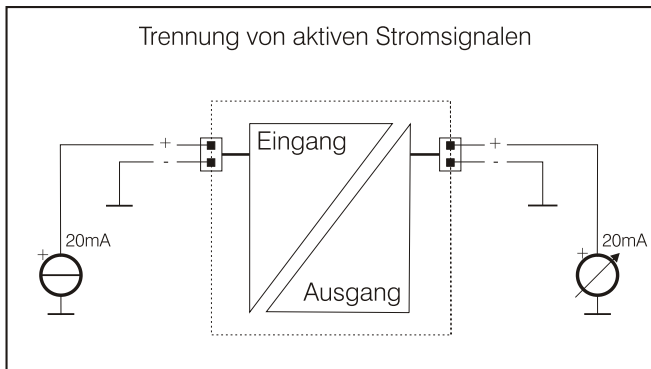 Trennung von aktiven Stromsignalen
+
-
Eingang
+
-
+
20mA
+
20mA
Ausgang